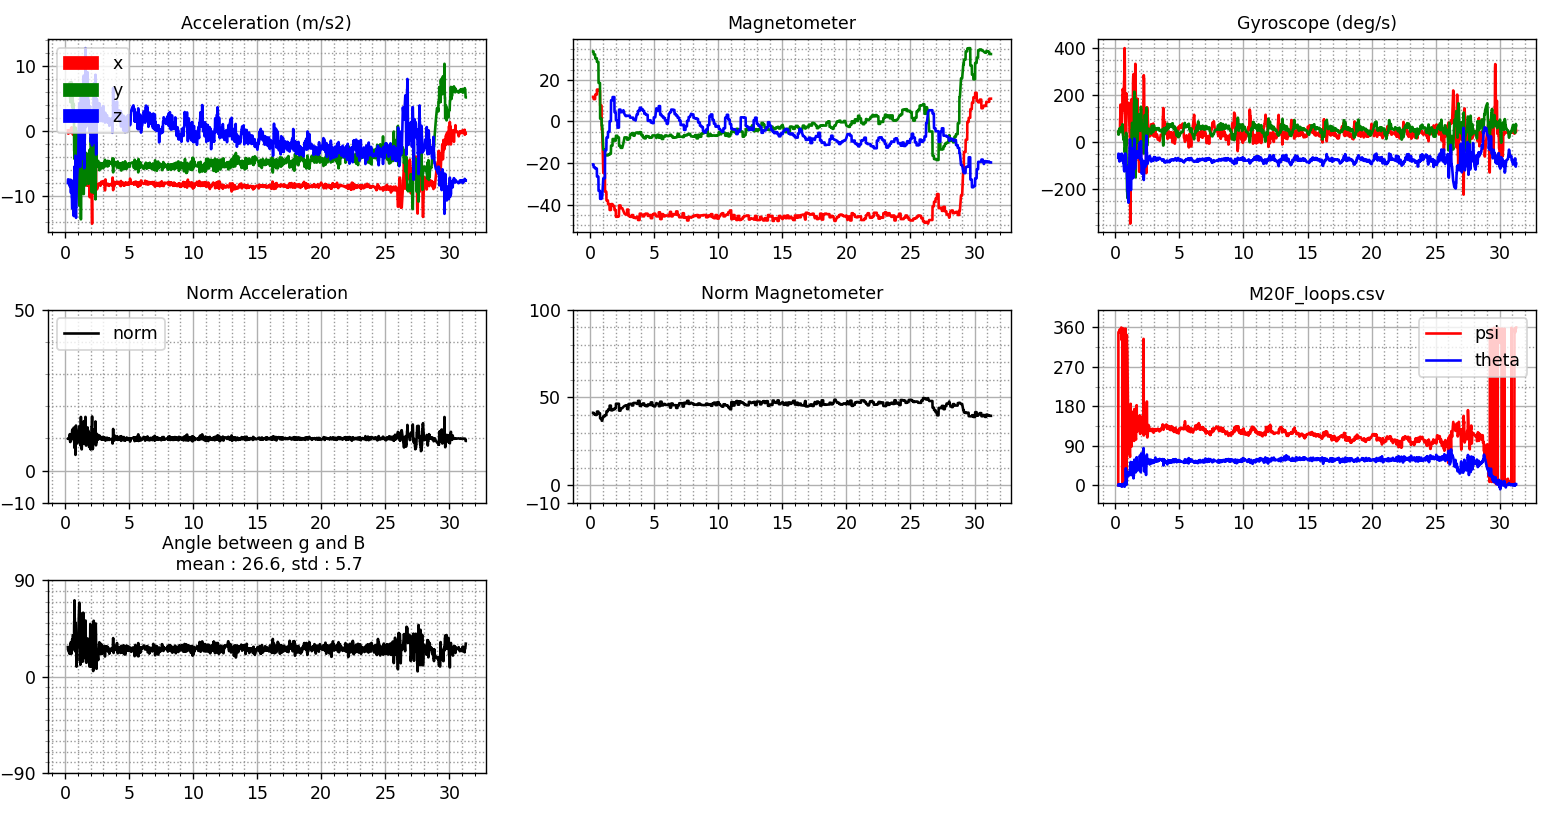 Acceleration (m/s2)
x
y
z
10
0
−10
0 5 10 15 20 25 30
Magnetometer
20
0
−20
−40
0 5 10 15 20 25 30
Gyroscope (deg/s)
400
200
0
−200
0 5 10 15 20 25 30
Norm Acceleration
norm
50
0
−10
0 5 10 15 20 25 30
Norm Magnetometer
100
50
0
−10
0 5 10 15 20 25 30
M20F_loops.csv
psi
theta
360
270
180
90
0
0 5 10 15 20 25 30
Angle between g and B
mean : 26.6, std : 5.7
90
0
−90
0 5 10 15 20 25 30